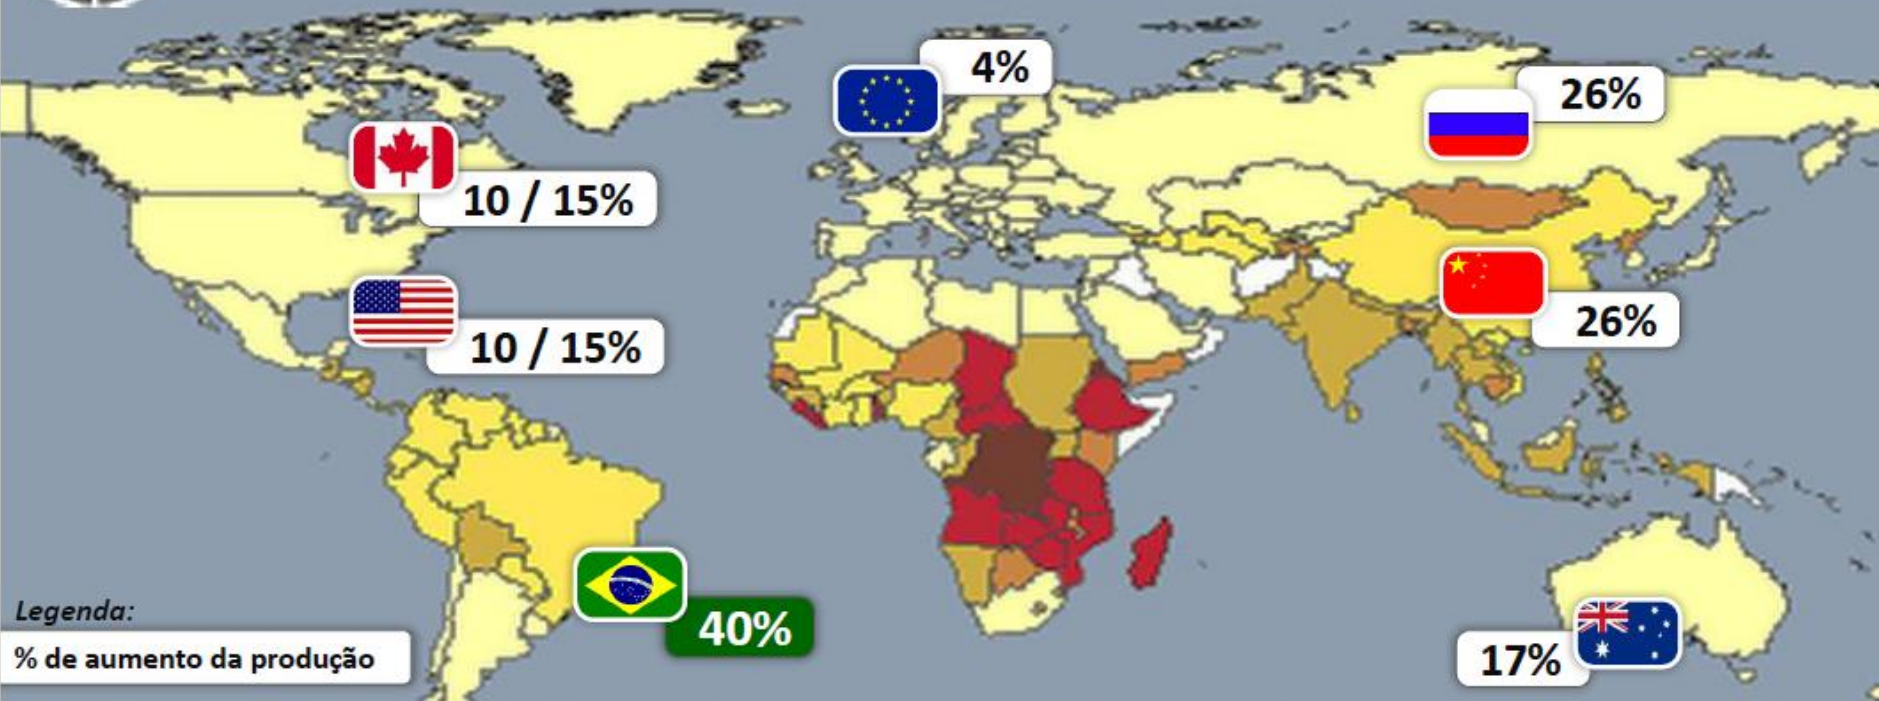 4%
26%
10 / 15%
26%
10 / 15%
40%
17%
Legenda:
% de aumento da produção